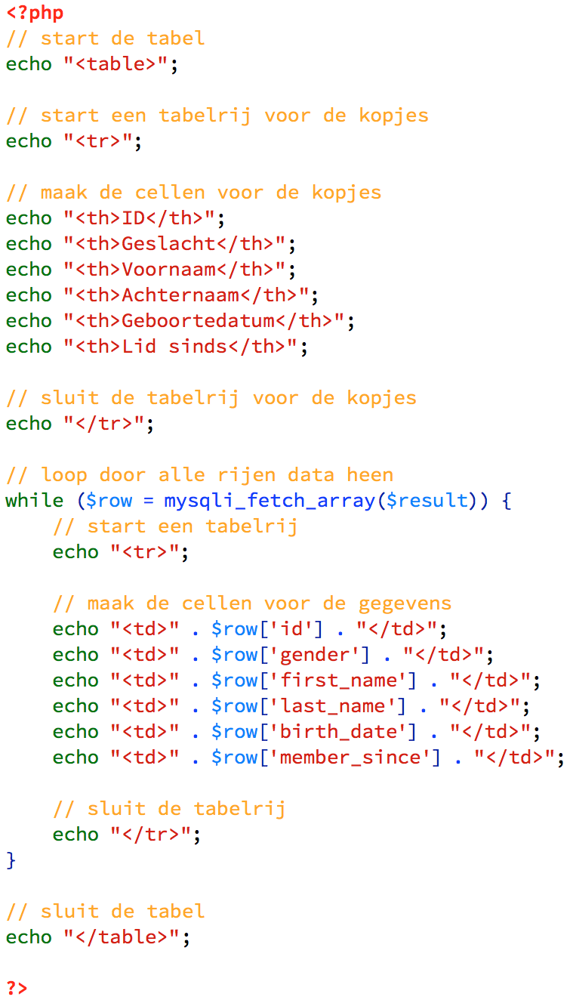 <?php
// start de tabel
echo "<table>";

// start een tabelrij voor de kopjes
echo "<tr>";

// maak de cellen voor de kopjes
echo "<th>ID</th>";
echo "<th>Geslacht</th>";
echo "<th>Voornaam</th>";
echo "<th>Achternaam</th>";
echo "<th>Geboortedatum</th>";
echo "<th>Lid sinds</th>";

// sluit de tabelrij voor de kopjes
echo "</tr>";

// loop door alle rijen data heen
while ($row = mysqli_fetch_array($result)) {
    // start een tabelrij
    echo "<tr>";

    // maak de cellen voor de gegevens
    echo "<td>" . $row['id'] . "</td>";
    echo "<td>" . $row['gender'] . "</td>";
    echo "<td>" . $row['first_name'] . "</td>";
    echo "<td>" . $row['last_name'] . "</td>";
    echo "<td>" . $row['birth_date'] . "</td>";
    echo "<td>" . $row['member_since'] . "</td>";

    // sluit de tabelrij
    echo "</tr>";
}

// sluit de tabel
echo "</table>";

?>